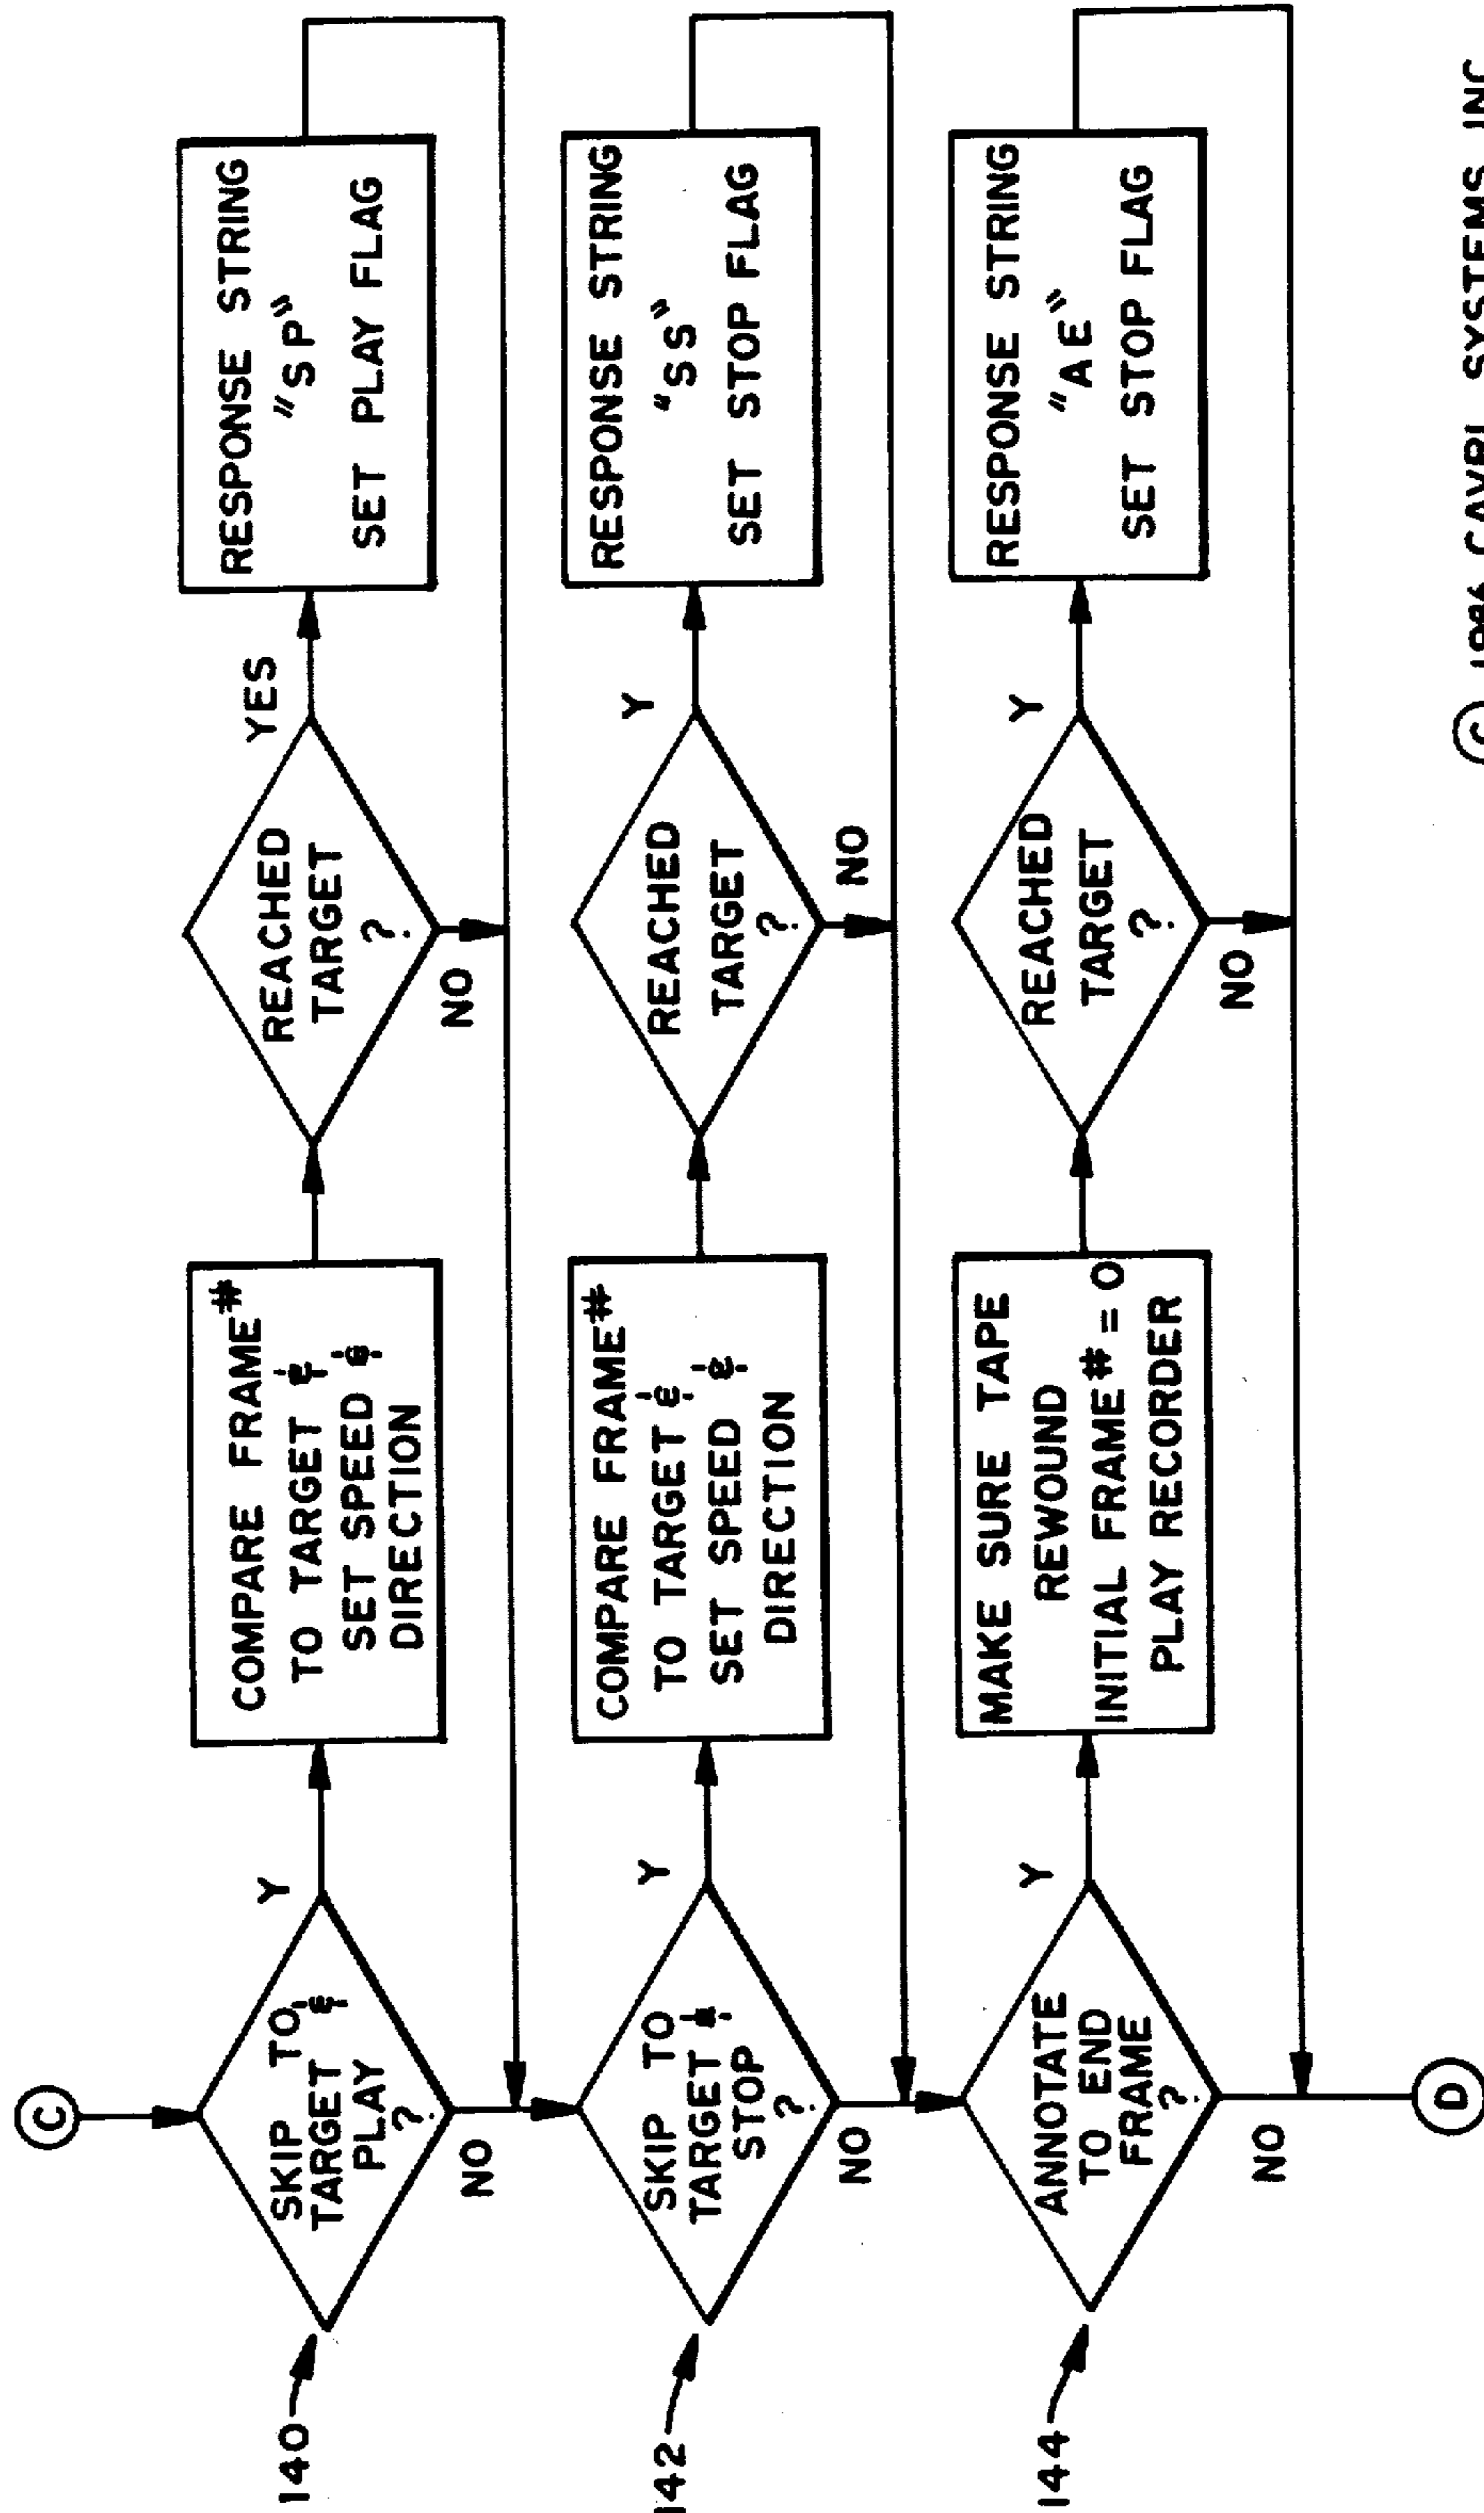 C
140
SKIP TO
TARGET &
PLAY
?
Y
NO
COMPARE FRAME#
TO TARGET &
SET SPEED &
DIRECTION
REACHED
TARGET
?
YES
NO
RESPONSE STRING
"SP"
SET PLAY FLAG
142
SKIP TO
TARGET &
STOP
?
Y
NO
COMPARE FRAME#
TO TARGET &
SET SPEED &
DIRECTION
REACHED
TARGET
?
Y
NO
RESPONSE STRING
"SS"
SET STOP FLAG
144
ANNOTATE
TO END
FRAME
?
Y
NO
MAKE SURE TAPE
REWOUND
INITIAL FRAME # = 0
PLAY RECORDER
REACHED
TARGET
?
Y
NO
RESPONSE STRING
"AE"
SET STOP FLAG
D
© SYSTEMS INC